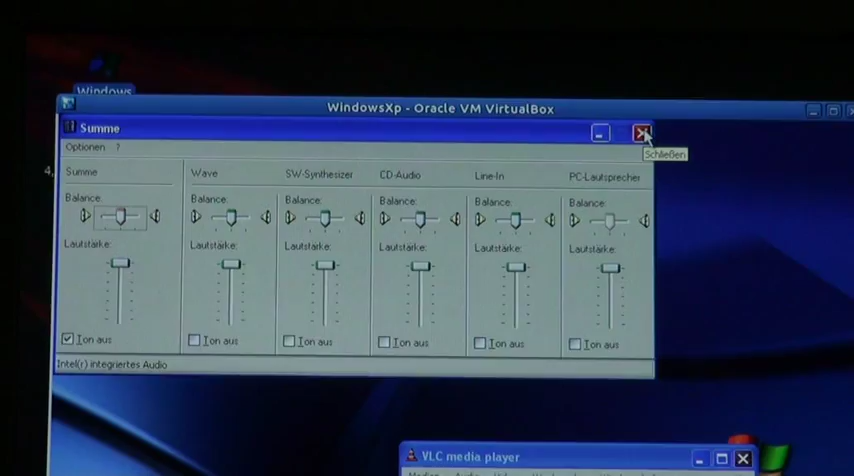 Windows
WindowsXp - Oracle VM VirtualBox
Summe
Optionen ?
Schließen
4,
Summe Wave SW-Synthesizer CD-Audio Line-In PC-Lautsprecher
Balance: Balance: Balance: Balance: Balance: Balance:
Lautstärke: Lautstärke: Lautstärke: Lautstärke: Lautstärke: Lautstärke:
Ton aus Ton aus Ton aus Ton aus Ton aus Ton aus
Intel(r) integriertes Audio
VLC media player